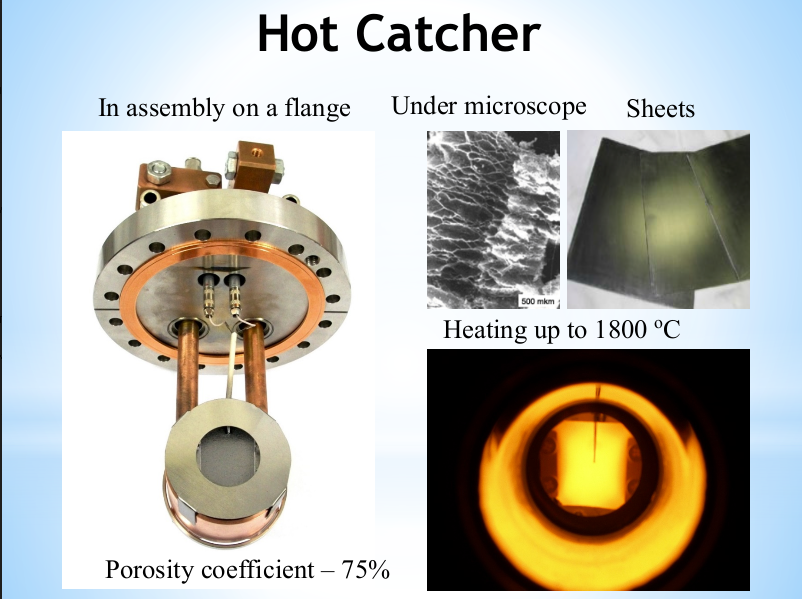 Hot Catcher
In assembly on a flange
Under microscope
Sheets
500 mkm
Heating up to 1800 ºC
Porosity coefficient – 75%